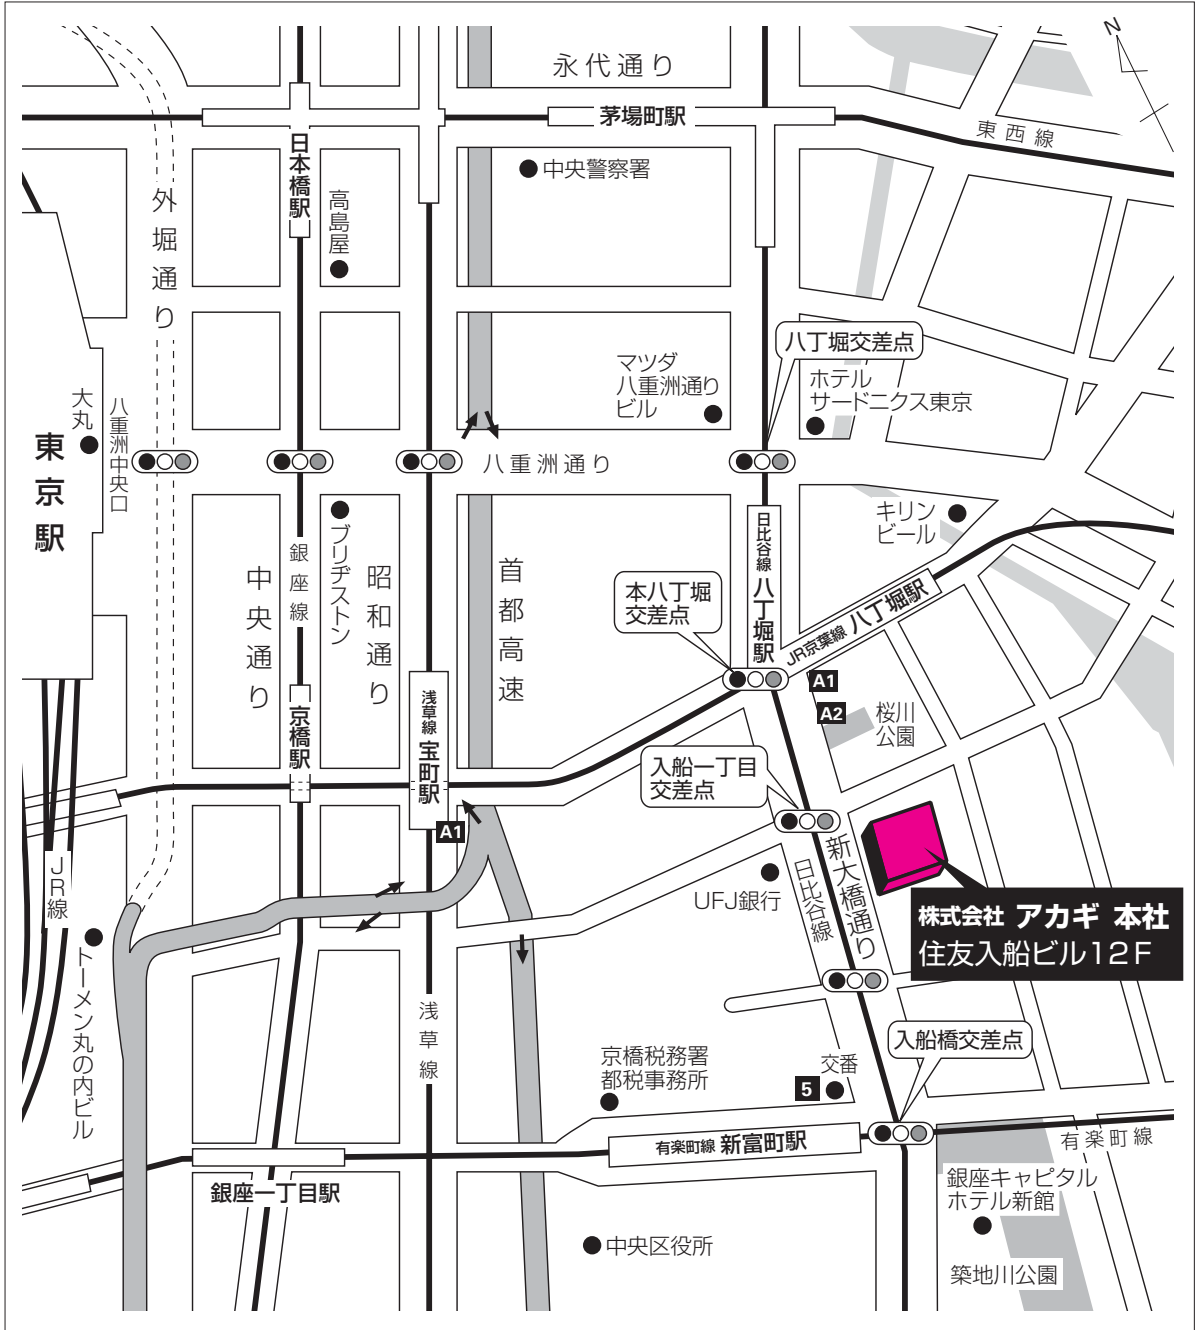 N
永代通り
茅場町駅
東西線
日本橋駅
中央警察署
外堀通り
高島屋
八丁堀交差点
マツダ
八重洲通り
ビル
ホテル
サードニクス東京
大丸
八重洲中央口
東京駅
八重洲通り
キリン
ビール
ブリヂストン
銀座線
中央通り
昭和通り
首都高速
日比谷線 八丁堀駅
本八丁堀
交差点
JR京葉線 八丁堀駅
A1
A2
桜川
公園
京橋駅
浅草線 宝町駅
入船一丁目
交差点
A1
新大橋通り
日比谷線
UFJ銀行
JR線
株式会社 アカギ 本社
住友入船ビル12F
トーメン丸の内ビル
浅草線
入船橋交差点
京橋税務署
都税事務所
交番
5
有楽町線 新富町駅
有楽町線
銀座一丁目駅
銀座キャピタル
ホテル新館
中央区役所
築地川公園